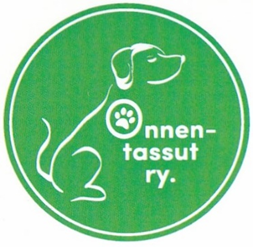 Onnen-
tassut
ry.